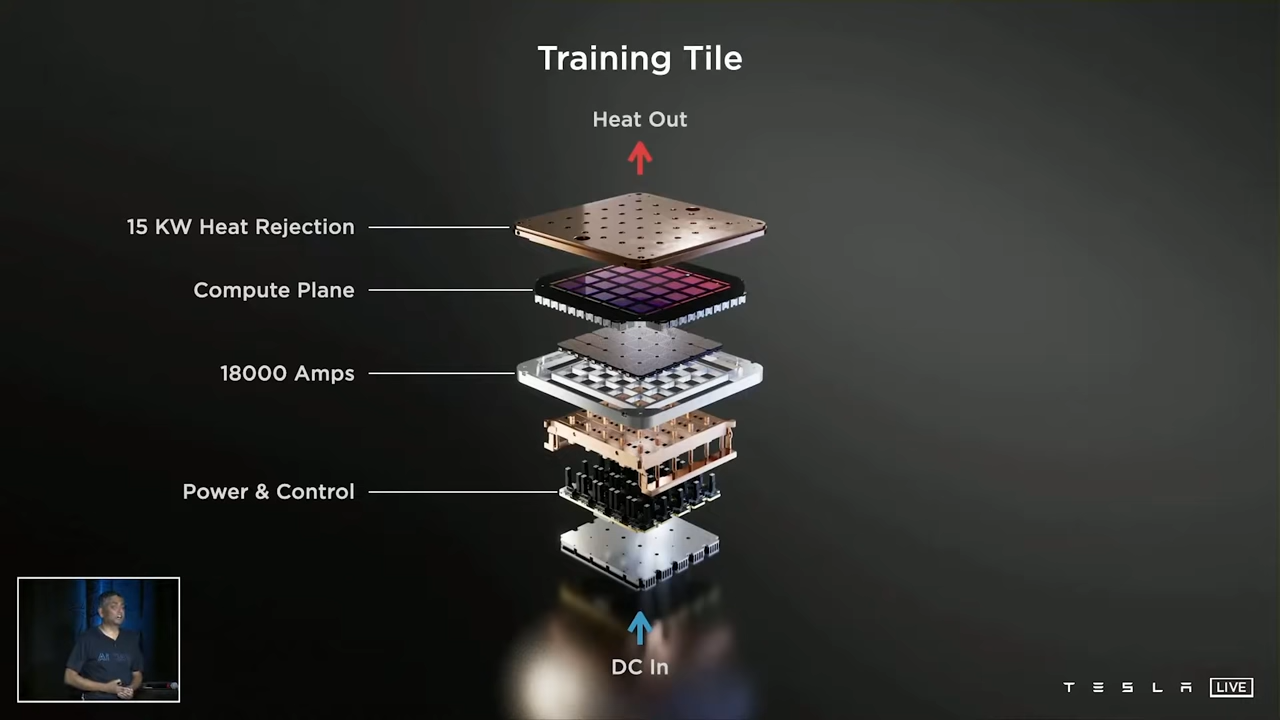 Training Tile
Heat Out
15 KW Heat Rejection
Compute Plane
18000 Amps
Power & Control
DC In
TESLA LIVE